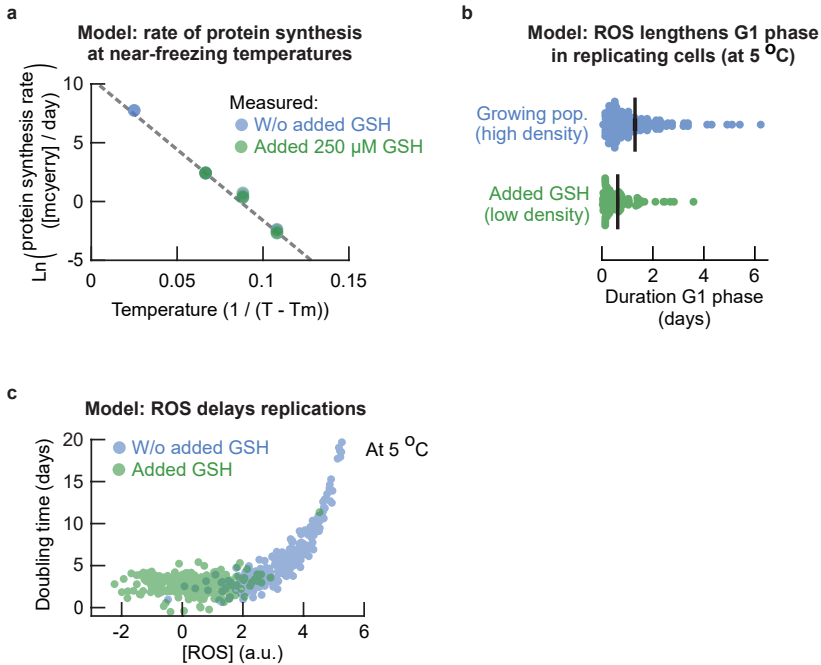 a
Model: rate of protein synthesis
at near-freezing temperatures
Ln(protein synthesis rate
([mcyerry] / day))
10
5
0
-5
Measured:
W/o added GSH
Added 250 µM GSH
0
0.05
0.1
0.15
Temperature (1 / (T - Tm))
b
Model: ROS lengthens G1 phase
in replicating cells (at 5 °C)
Growing pop.
(high density)
Added GSH
(low density)
0
2
4
6
Duration G1 phase
(days)
c
Model: ROS delays replications
Doubling time (days)
20
15
10
5
0
W/o added GSH
Added GSH
At 5 °C
-2
0
2
4
6
[ROS] (a.u.)